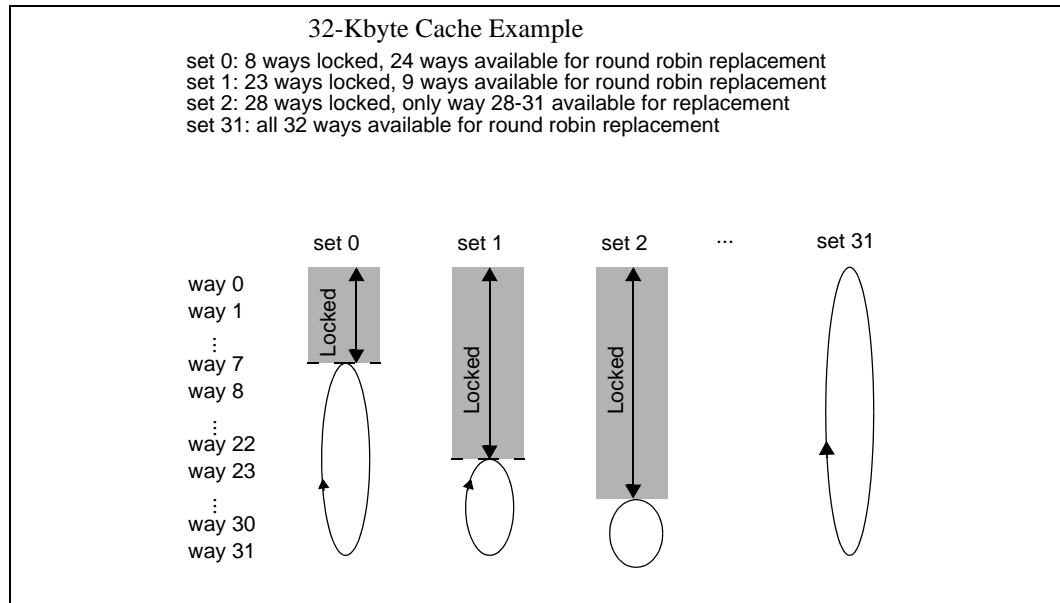 32-Kbyte Cache Example
set 0: 8 ways locked, 24 ways available for round robin replacement
set 1: 23 ways locked, 9 ways available for round robin replacement
set 2: 28 ways locked, only way 28-31 available for replacement
set 31: all 32 ways available for round robin replacement
set 0 set 1 set 2 ... set 31
way 0
way 1
...
way 7
way 8
...
way 22
way 23
...
way 30
way 31
Locked
Locked
Locked